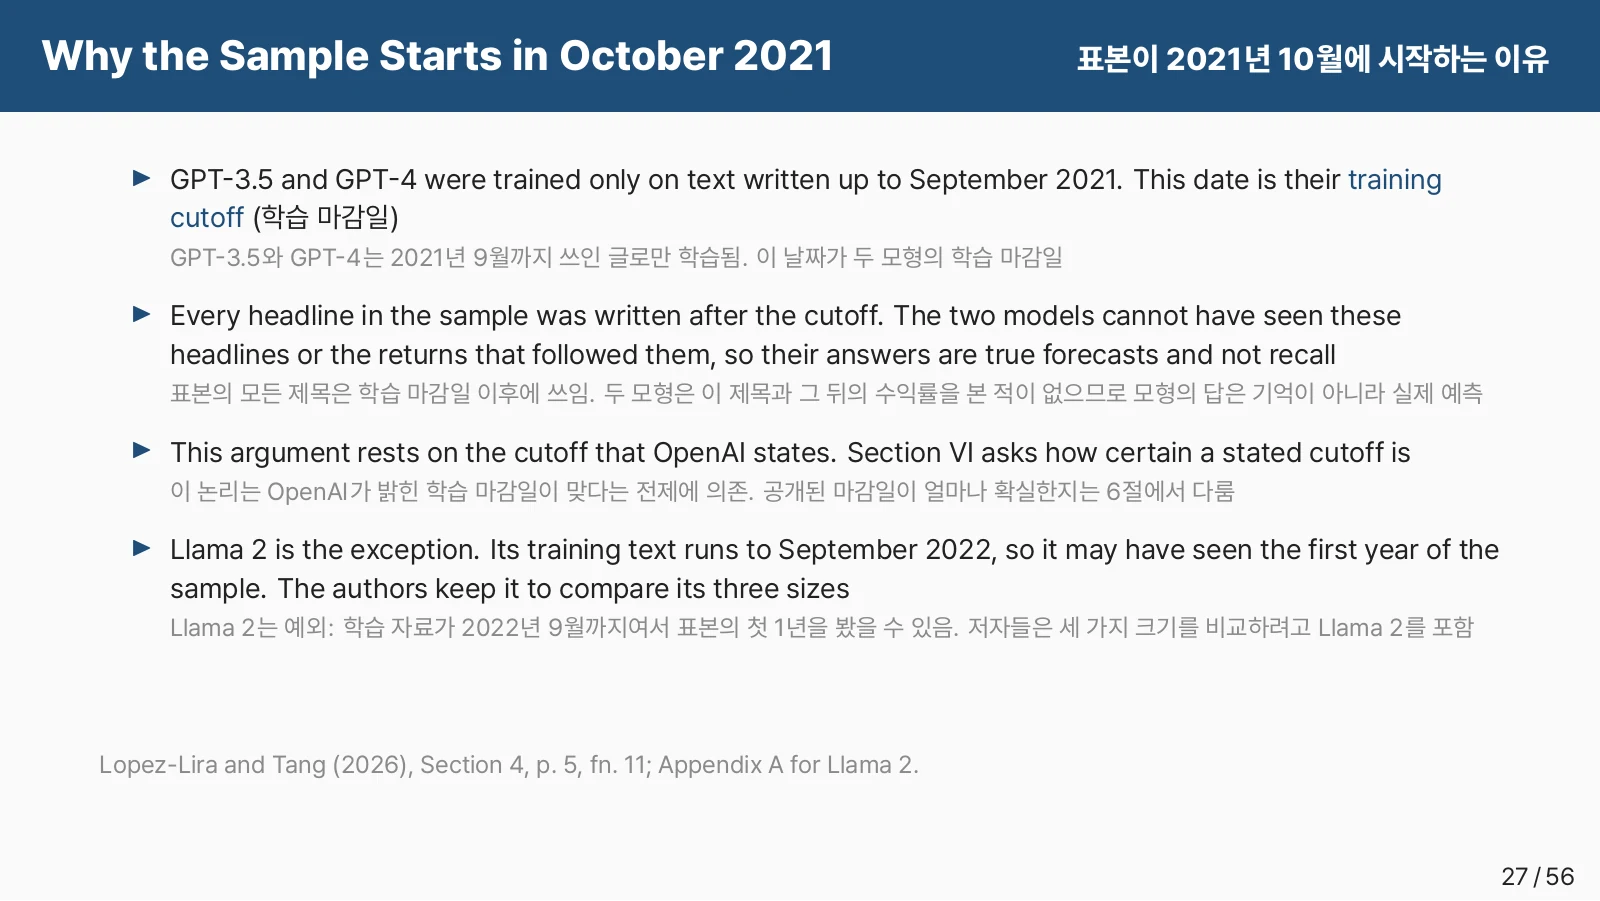 Why the Sample Starts in October 2021
표본이 2021년 10월에 시작하는 이유
► GPT-3.5 and GPT-4 were trained only on text written up to September 2021. This date is their training
cutoff (학습 마감일)
GPT-3.5와 GPT-4는 2021년 9월까지 쓰인 글로만 학습됨. 이 날짜가 두 모형의 학습 마감일
► Every headline in the sample was written after the cutoff. The two models cannot have seen these
headlines or the returns that followed them, so their answers are true forecasts and not recall
표본의 모든 제목은 학습 마감일 이후에 쓰임. 두 모형은 이 제목과 그 뒤의 수익률을 본 적이 없으므로 모형의 답은 기억이 아니라 실제 예측
► This argument rests on the cutoff that OpenAI states. Section VI asks how certain a stated cutoff is
이 논리는 OpenAI가 밝힌 학습 마감일이 맞다는 전제에 의존. 공개된 마감일이 얼마나 확실한지는 6절에서 다룸
► Llama 2 is the exception. Its training text runs to September 2022, so it may have seen the first year of the
sample. The authors keep it to compare its three sizes
Llama 2는 예외: 학습 자료가 2022년 9월까지여서 표본의 첫 1년을 봤을 수 있음. 저자들은 세 가지 크기를 비교하려고 Llama 2를 포함
Lopez-Lira and Tang (2026), Section 4, p. 5, fn. 11; Appendix A for Llama 2.
27 / 56